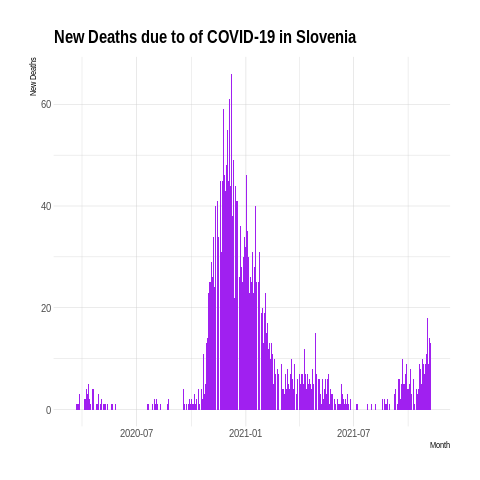 New Deaths due to of COVID-19 in Slovenia
New Deaths
60
40
20
0
2020-07
2021-01
2021-07
Month